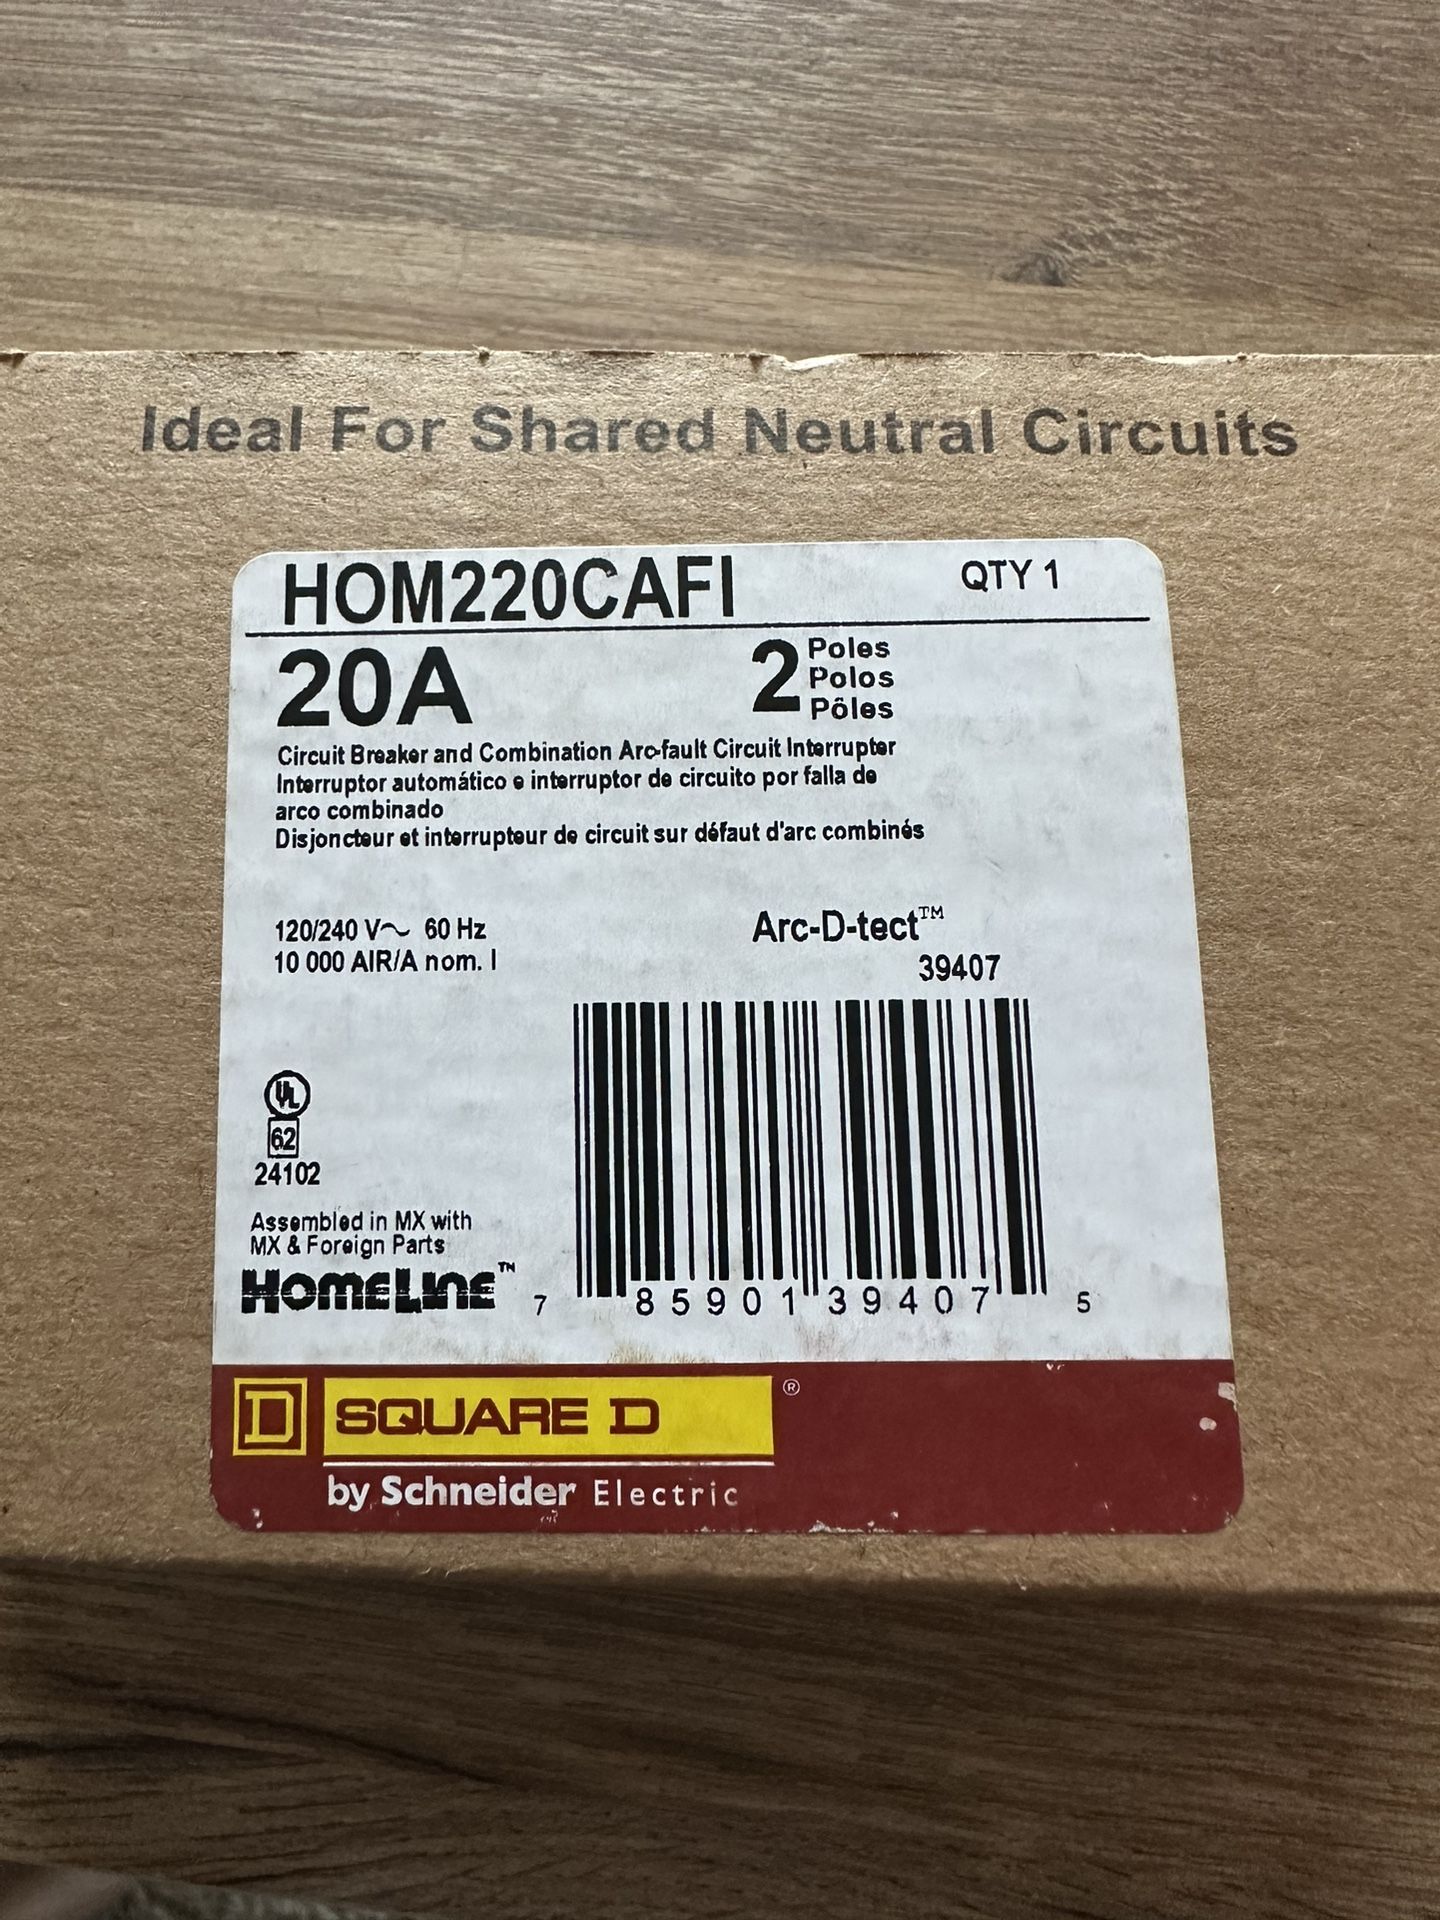 Ideal For Shared Neutral Circuits
HOM220CAFI
QTY 1
20A
2 Poles
Polos
Pôles
Circuit Breaker and Combination Arc-fault Circuit Interrupter
Interruptor automático e interruptor de circuito por falla de
arco combinado
Disjoncteur et interrupteur de circuit sur défaut d'arc combinés
120/240 V~ 60 Hz
10 000 AIR/A nom. I
Arc-D-tect™
39407
UL
62
24102
Assembled in MX with
MX & Foreign Parts
HOMELINE™
7 85901 39407 5
D SQUARE D ®
by Schneider Electric